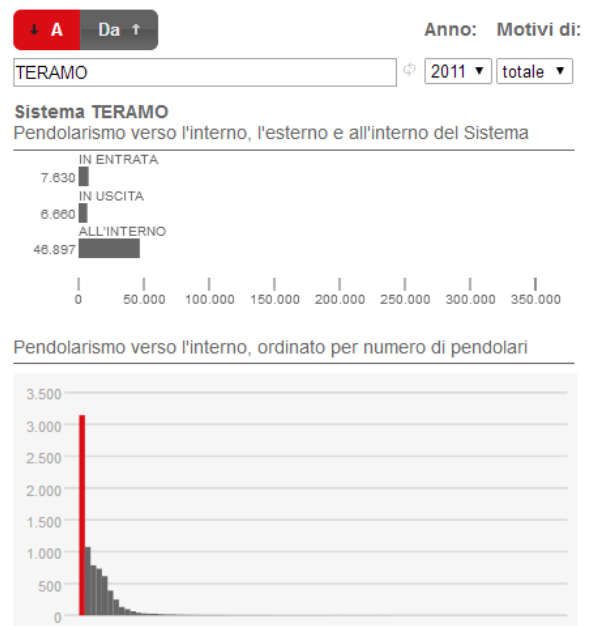 ↓ A Da ↑ Anno: Motivi di:
TERAMO 2011 ▼ totale ▼
Sistema TERAMO
Pendolarismo verso l'interno, l'esterno e all'interno del Sistema
IN ENTRATA
7.630
IN USCITA
6.660
ALL'INTERNO
46.897
0 50.000 100.000 150.000 200.000 250.000 300.000 350.000
Pendolarismo verso l'interno, ordinato per numero di pendolari
3.500
3.000
2.500
2.000
1.500
1.000
500
0